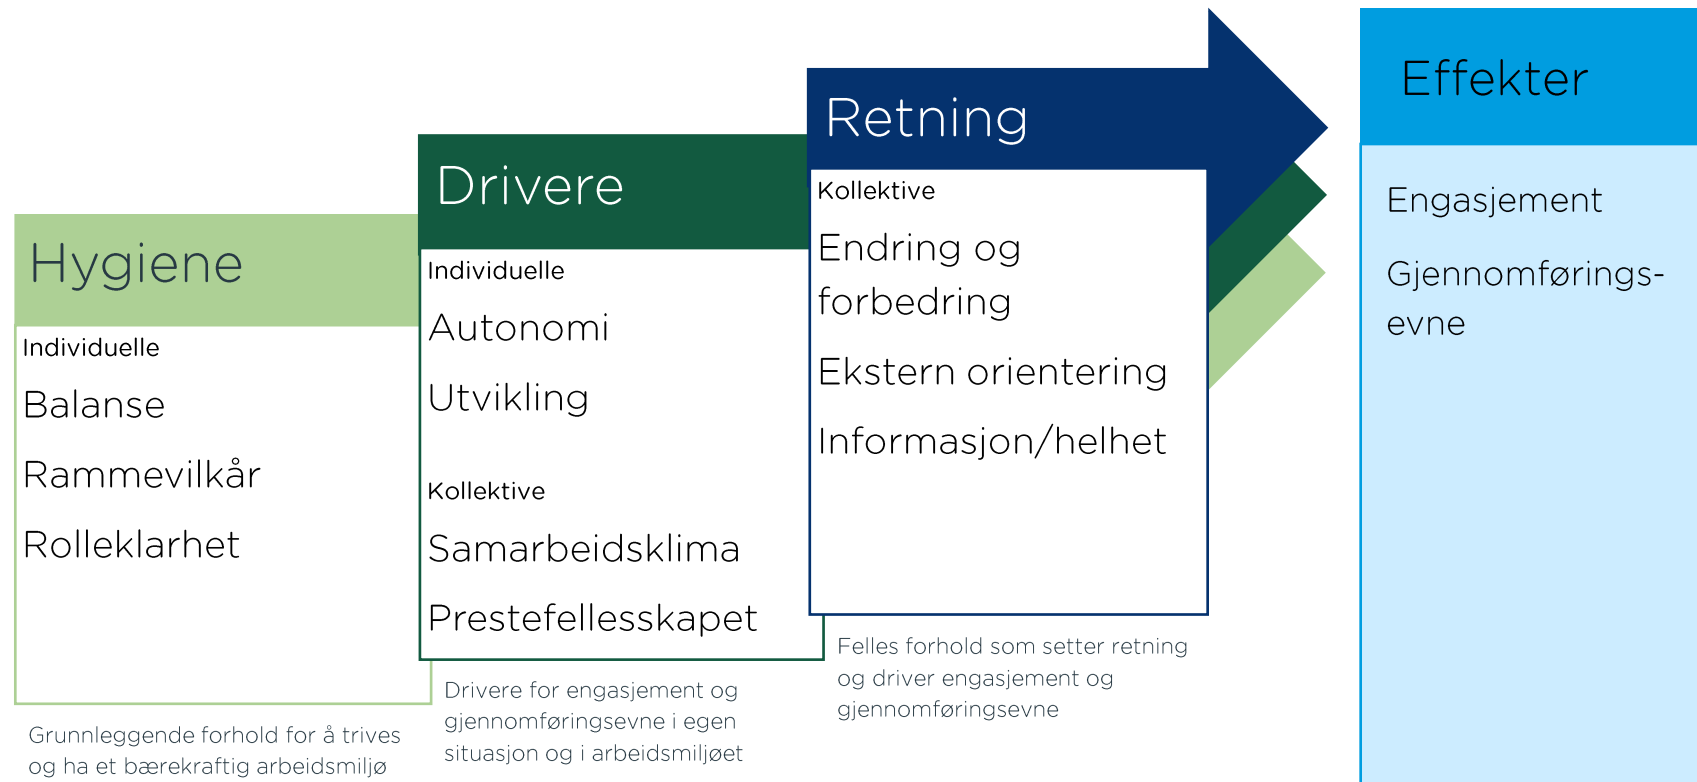 Hygiene
Individuelle
Balanse
Rammevilkår
Rolleklarhet
Grunnleggende forhold for å trives
og ha et bærekraftig arbeidsmiljø
Drivere
Individuelle
Autonomi
Utvikling
Kollektive
Samarbeidsklima
Prestefellesskapet
Drivere for engasjement og
gjennomføringsevne i egen
situasjon og i arbeidsmiljøet
Retning
Kollektive
Endring og
forbedring
Ekstern orientering
Informasjon/helhet
Felles forhold som setter retning
og driver engasjement og
gjennomføringsevne
Effekter
Engasjement
Gjennomførings-
evne